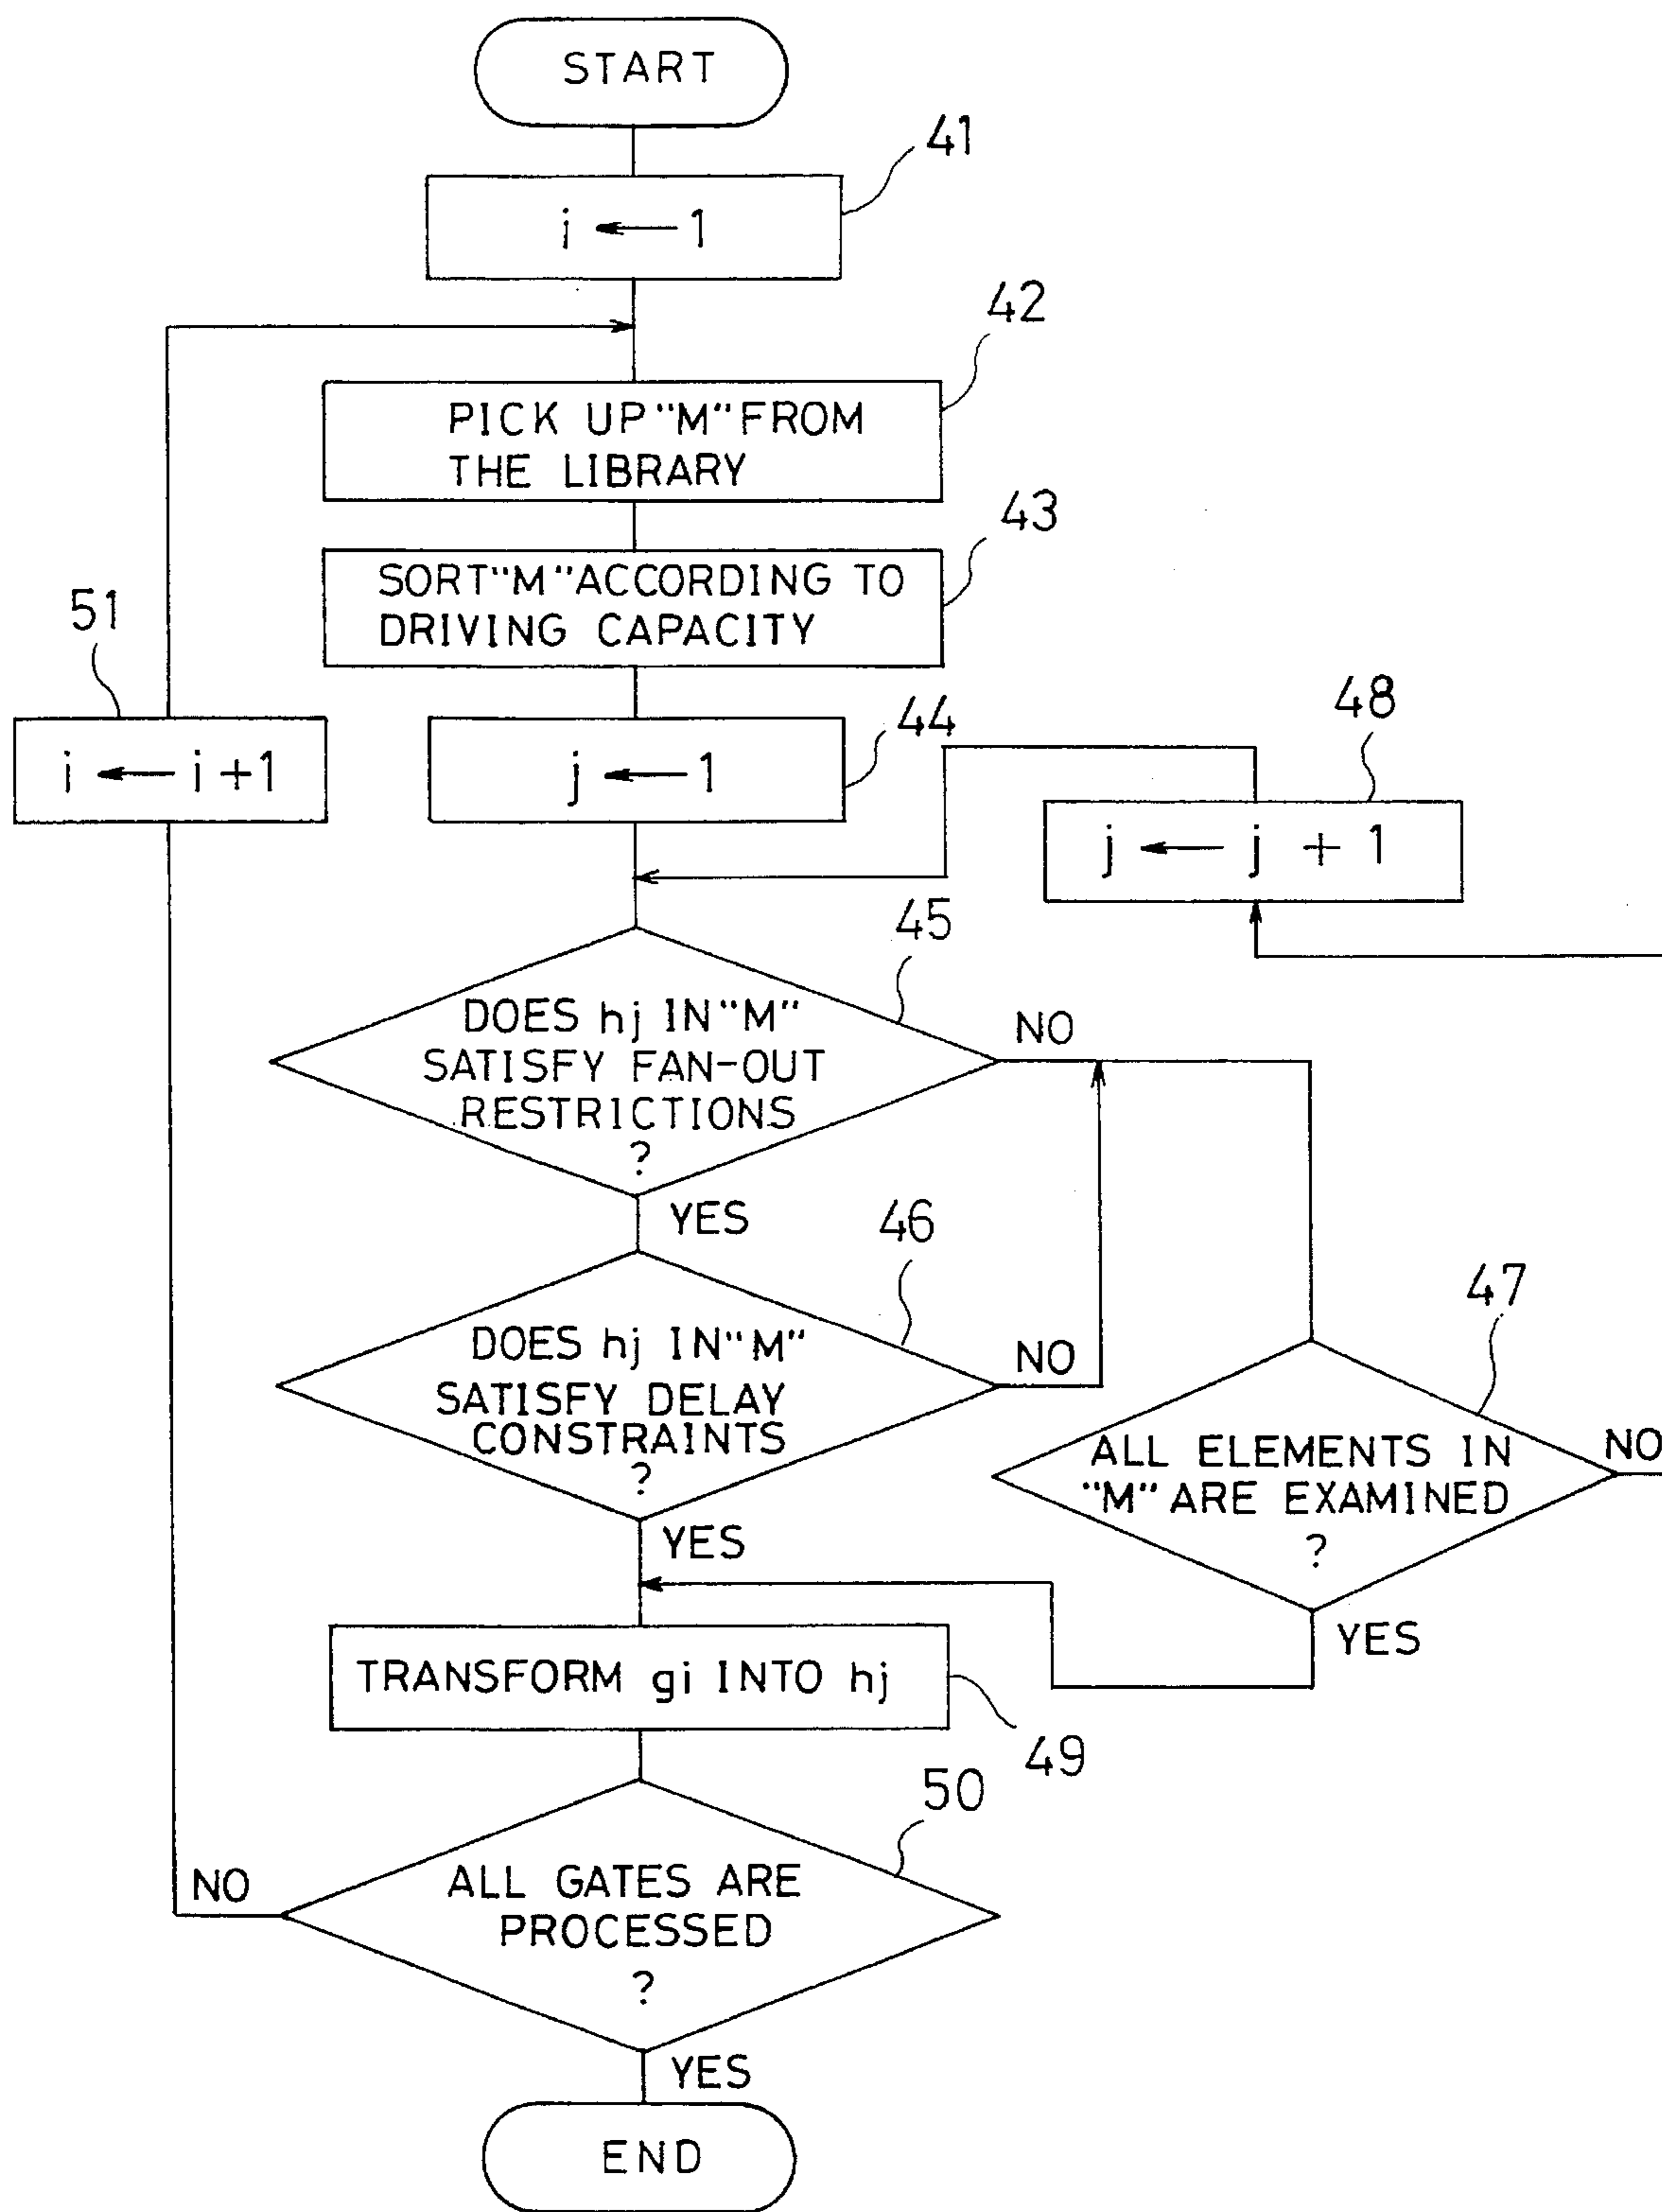 START
41
i ← 1
42
PICK UP "M" FROM
THE LIBRARY
43
SORT "M" ACCORDING TO
DRIVING CAPACITY
51
i ← i +1
44
j ← 1
48
j ← j + 1
45
DOES hj IN "M"
SATISFY FAN-OUT
RESTRICTIONS
?
NO
YES
46
DOES hj IN "M"
SATISFY DELAY
CONSTRAINTS
?
NO
YES
47
ALL ELEMENTS IN
"M" ARE EXAMINED
?
NO
YES
TRANSFORM gi INTO hj
49
50
ALL GATES ARE
PROCESSED
?
NO
YES
END